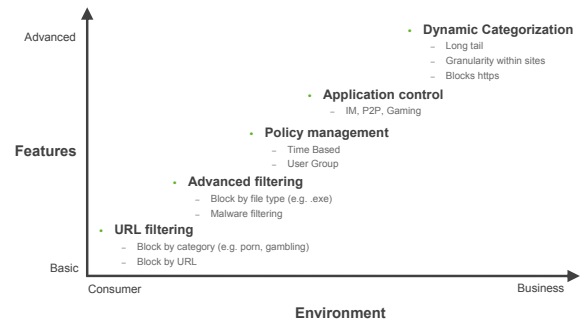 Advanced
• Dynamic Categorization
– Long tail
– Granularity within sites
– Blocks https
• Application control
– IM, P2P, Gaming
• Policy management
– Time Based
– User Group
Features
• Advanced filtering
– Block by file type (e.g. .exe)
– Malware filtering
• URL filtering
– Block by category (e.g. porn, gambling)
– Block by URL
Basic
Consumer
Business
Environment